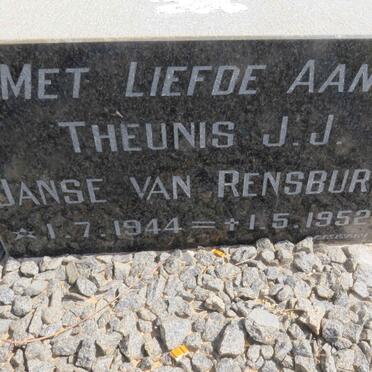 MET LIEFDE AAN
THEUNIS J.J.
JANSE VAN RENSBUR
* 1.7.1944 = † 1.5.1952